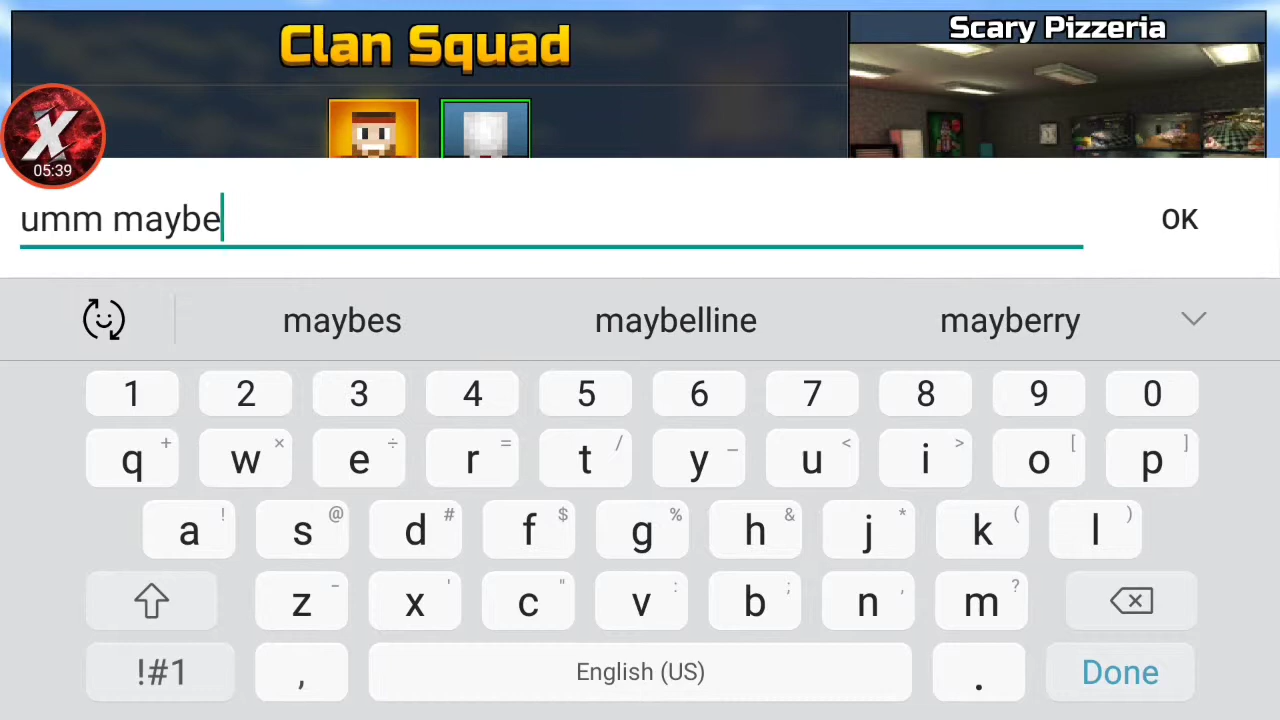 Clan Squad
Scary Pizzeria
X
05:39
umm maybe
OK
maybes maybelline mayberry
1 2 3 4 5 6 7 8 9 0
q + w × e ÷ r = t / y _ u < i > o [ p ]
a ! s @ d # f $ g % h & j * k ( l )
z - x ' c " v : b ; n , m ?
!#1 , English (US) . Done